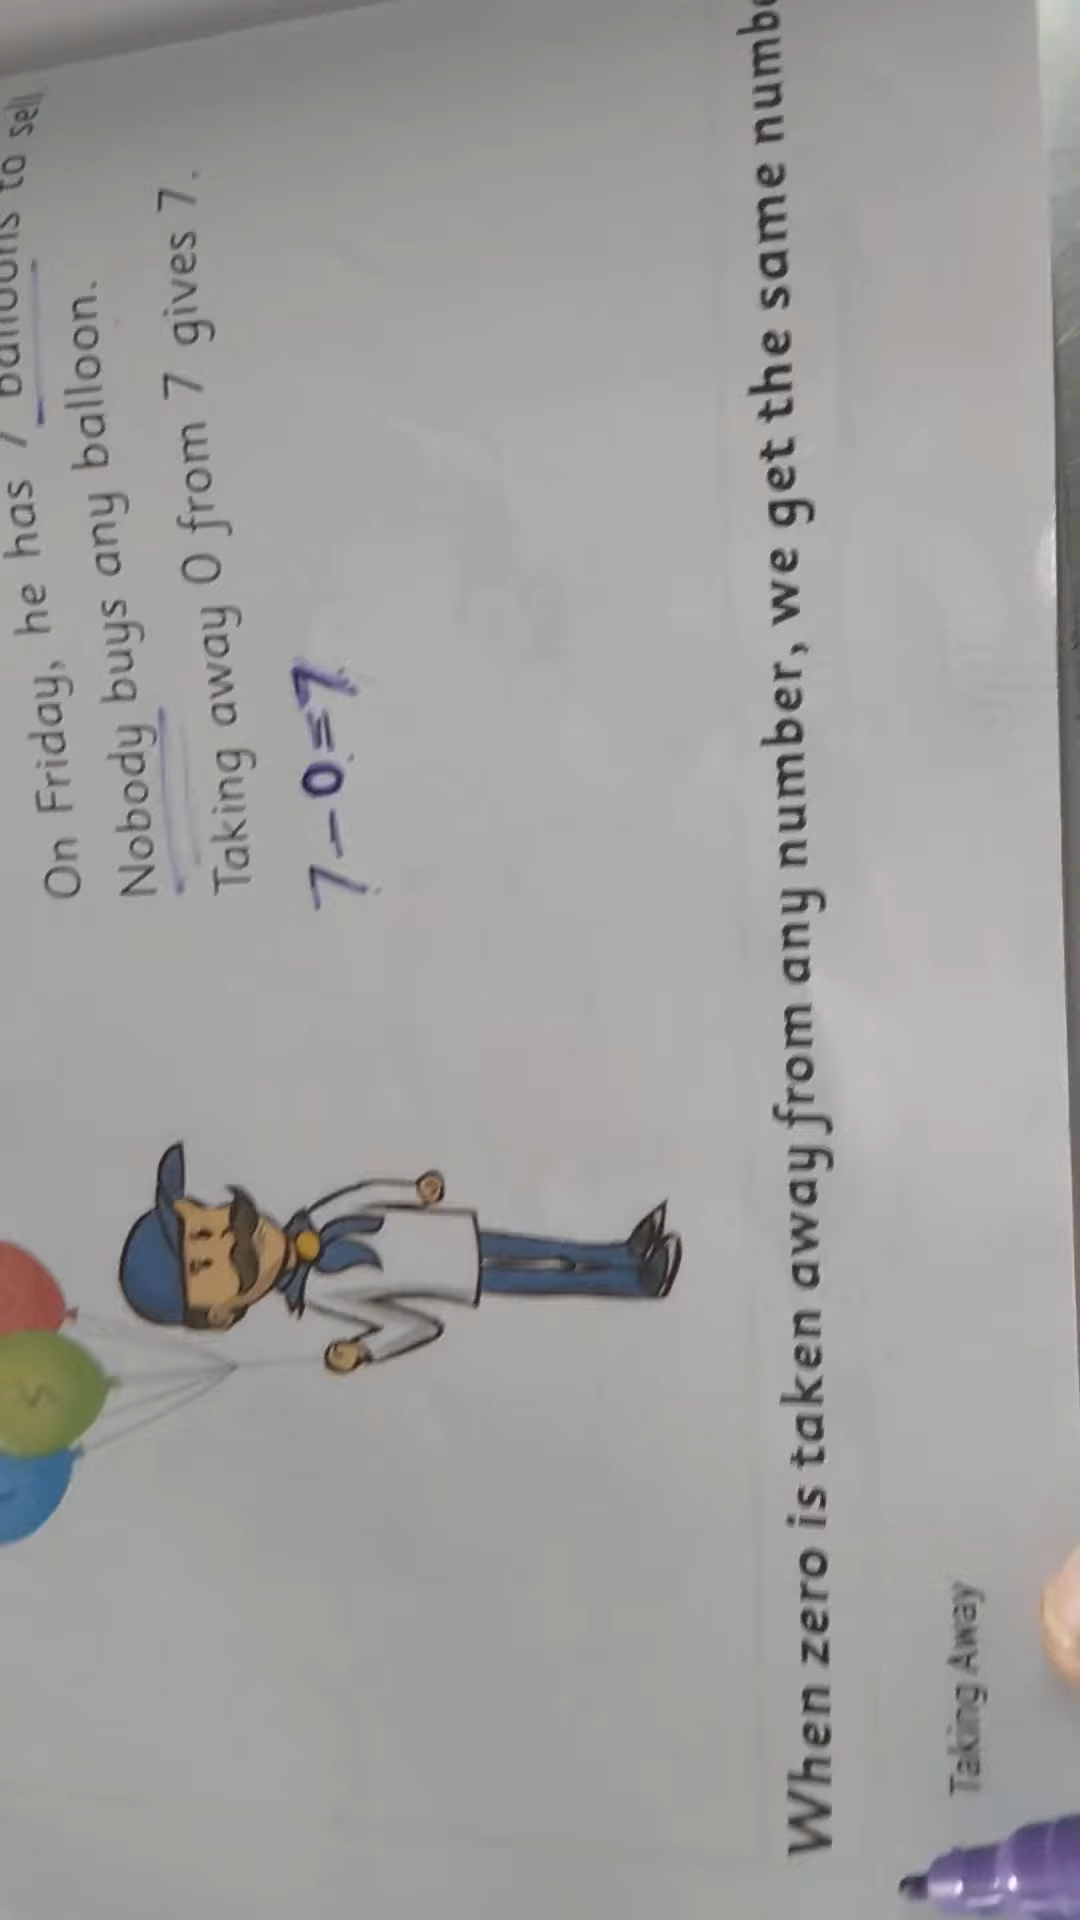 On Friday, he has 7 balloons to sell.
Nobody buys any balloon.
Taking away 0 from 7 gives 7.
7-0=7
When zero is taken away from any number, we get the same numb
Taking Away